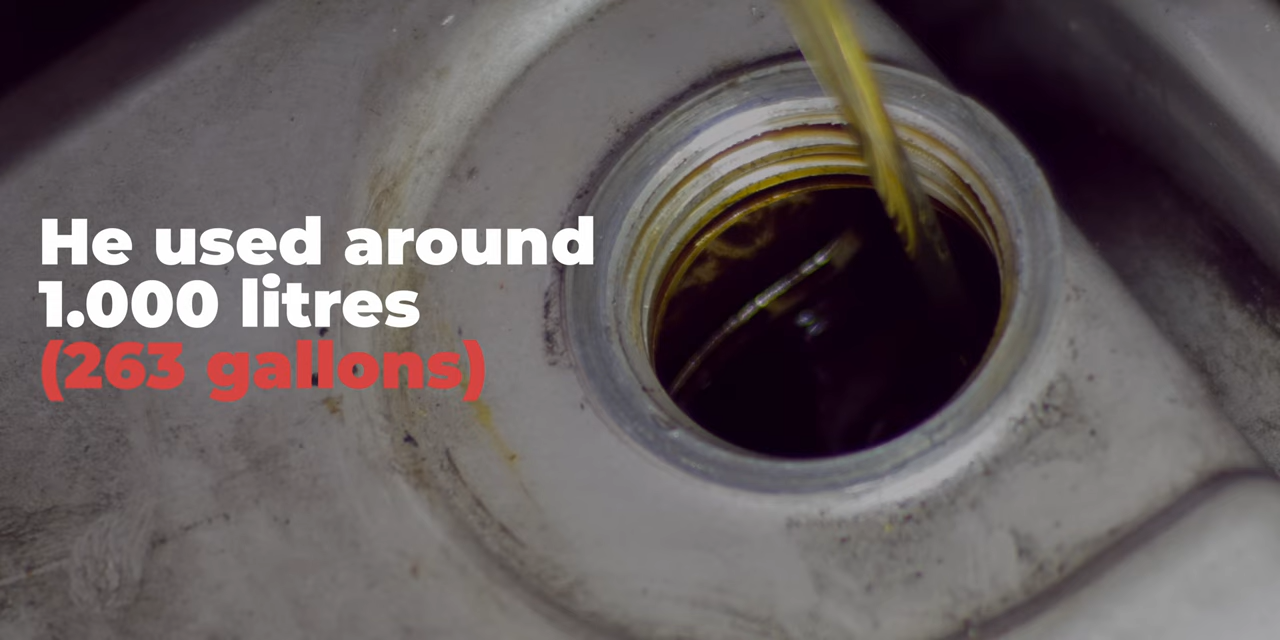 He used around
1.000 litres
(263 gallons)